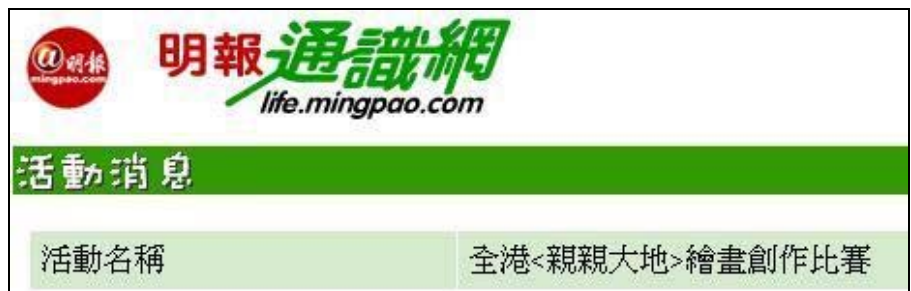 @明報
mingpao.com
明報通識網
life.mingpao.com
活動消息
活動名稱
全港<親親大地>繪畫創作比賽